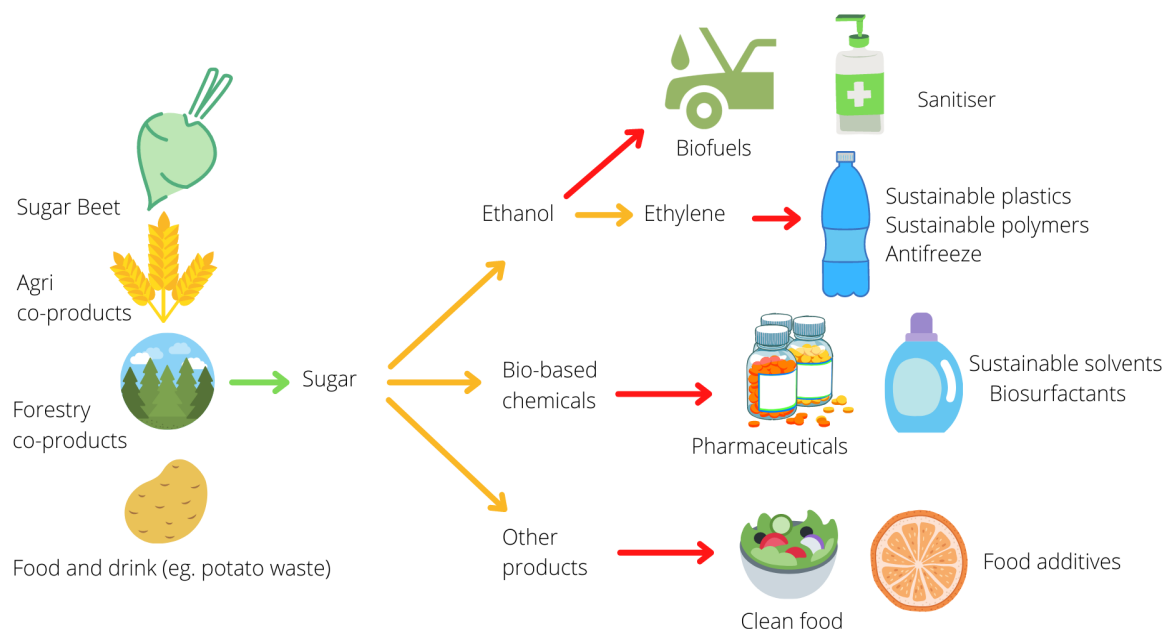 Sugar Beet
Agri
co-products
Forestry
co-products
Food and drink (eg. potato waste)
Sugar
Ethanol
Ethylene
Bio-based
chemicals
Other
products
Biofuels
Sanitiser
Sustainable plastics
Sustainable polymers
Antifreeze
Pharmaceuticals
Sustainable solvents
Biosurfactants
Clean food
Food additives